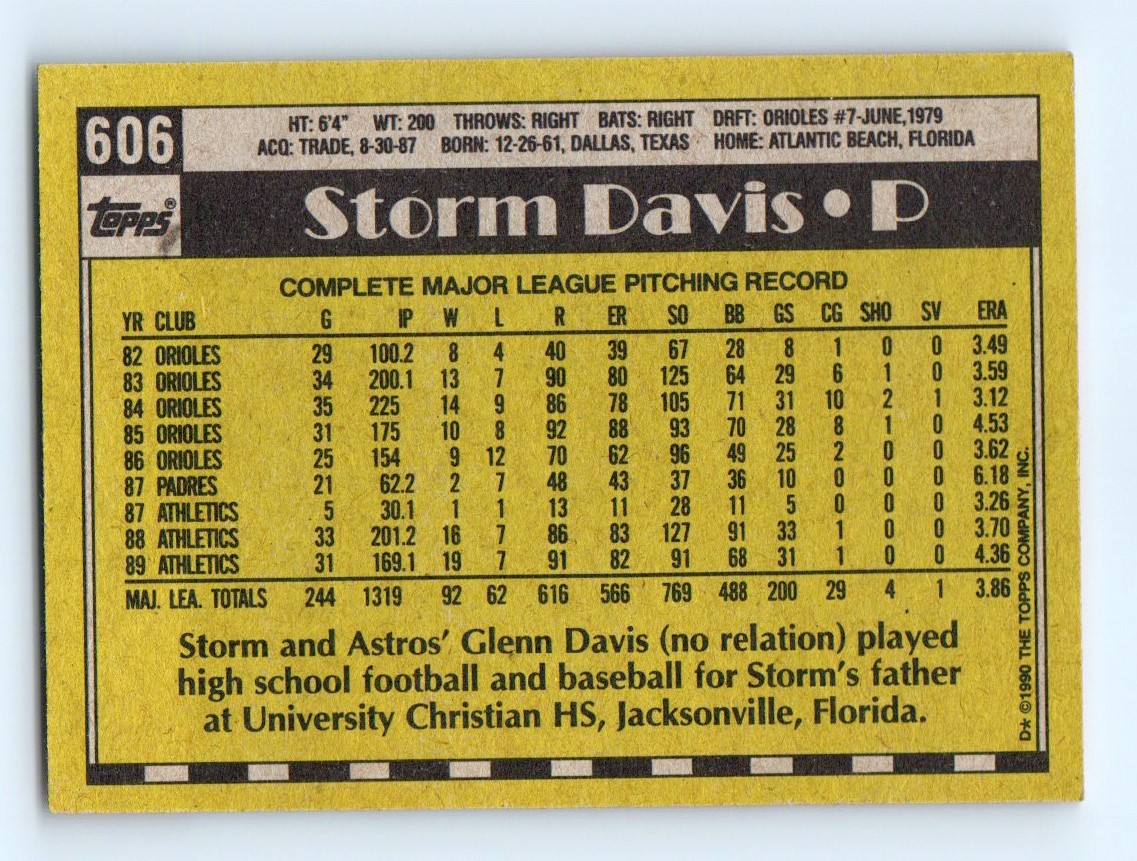 606
HT: 6'4" WT: 200 THROWS: RIGHT BATS: RIGHT DRFT: ORIOLES #7-JUNE,1979
ACQ: TRADE, 8-30-87 BORN: 12-26-61, DALLAS, TEXAS HOME: ATLANTIC BEACH, FLORIDA
Topps®
Storm Davis • P
COMPLETE MAJOR LEAGUE PITCHING RECORD
YR CLUB G IP W L R ER SO BB GS CG SHO SV ERA
82 ORIOLES 29 100.2 8 4 40 39 67 28 8 1 0 0 3.49
83 ORIOLES 34 200.1 13 7 90 80 125 64 29 6 1 0 3.59
84 ORIOLES 35 225 14 9 86 78 105 71 31 10 2 1 3.12
85 ORIOLES 31 175 10 8 92 88 93 70 28 8 1 0 4.53
86 ORIOLES 25 154 9 12 70 62 96 49 25 2 0 0 3.62
87 PADRES 21 62.2 2 7 48 43 37 36 10 0 0 0 6.18
87 ATHLETICS 5 30.1 1 1 13 11 28 11 5 0 0 0 3.26
88 ATHLETICS 33 201.2 16 7 86 83 127 91 33 1 0 0 3.70
89 ATHLETICS 31 169.1 19 7 91 82 91 68 31 1 0 0 4.36
MAJ. LEA. TOTALS 244 1319 92 62 616 566 769 488 200 29 4 1 3.86
Storm and Astros' Glenn Davis (no relation) played
high school football and baseball for Storm's father
at University Christian HS, Jacksonville, Florida.
D* ©1990 THE TOPPS COMPANY, INC.